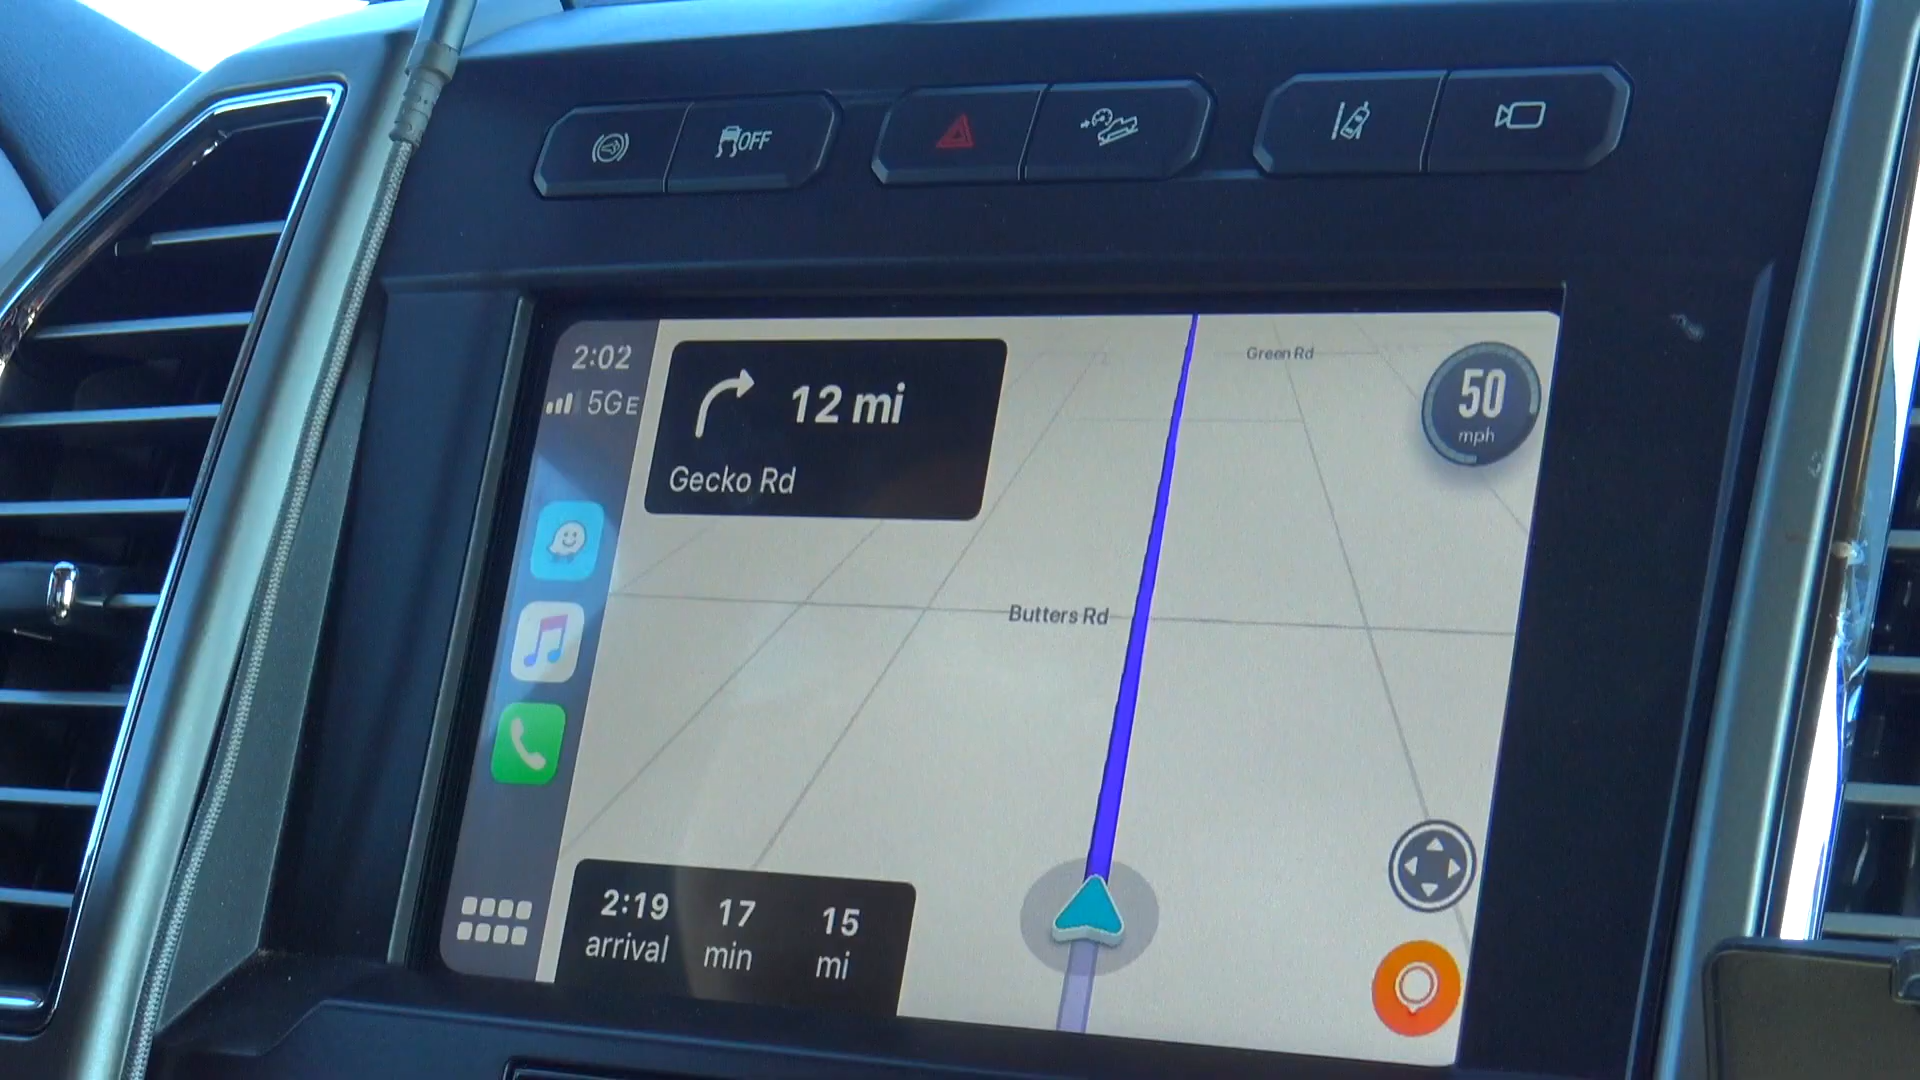 OFF
2:02
5GE
12 mi
Gecko Rd
Green Rd
50
mph
Butters Rd
2:19 17 15
arrival min mi